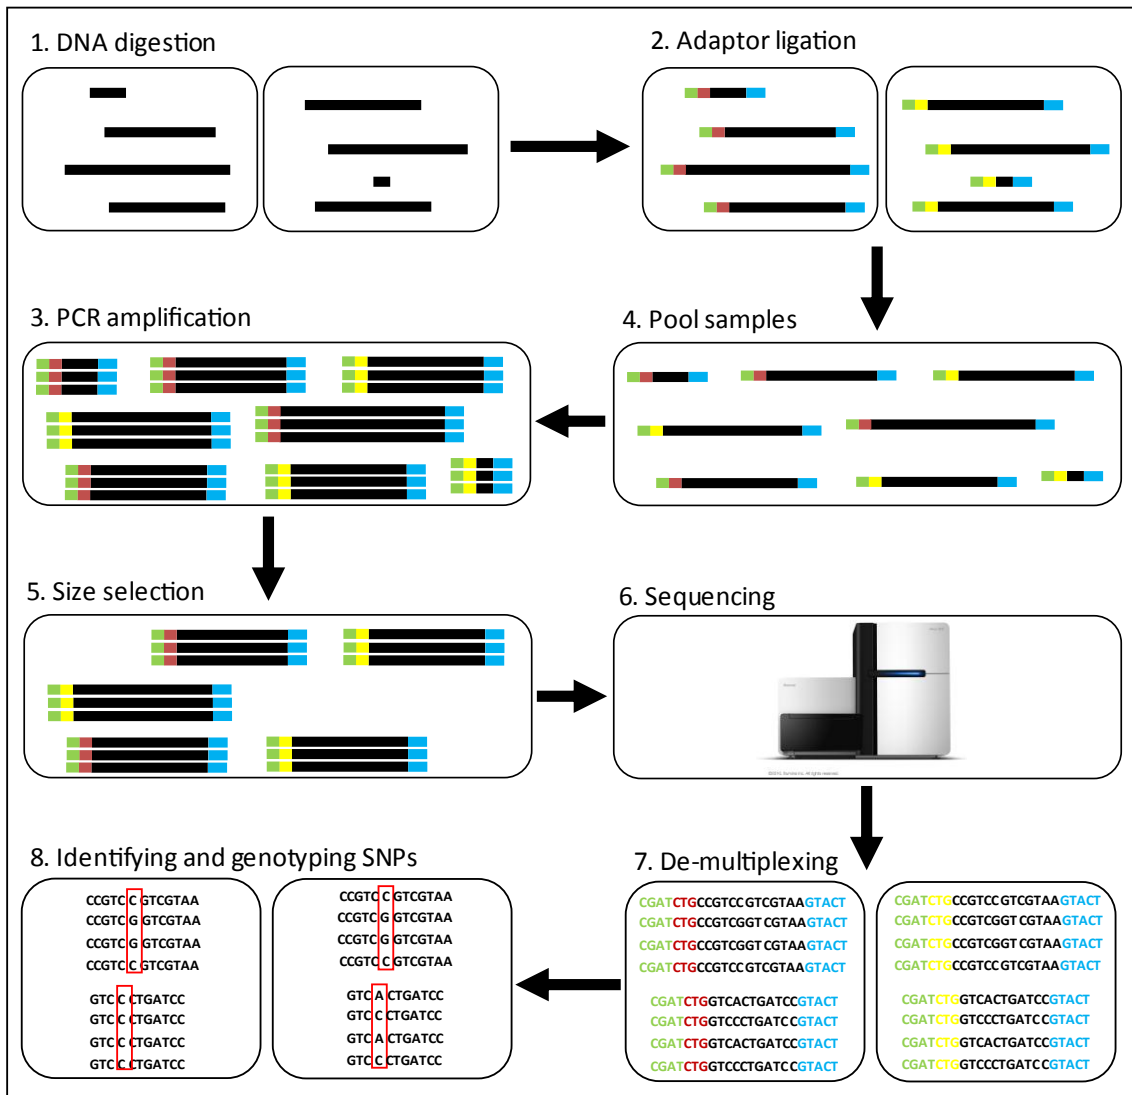 1. DNA digestion
2. Adaptor ligation
3. PCR amplification
4. Pool samples
5. Size selection
6. Sequencing
8. Identifying and genotyping SNPs
CCGTCCGTCGTAA
CCGTCGGTCGTAA
CCGTCGGTCGTAA
CCGTCCGTCGTAA
GTCCCTGATCC
GTCCCTGATCC
GTCCCTGATCC
GTCCCTGATCC
CCGTCCGTCGTAA
CCGTCGGTCGTAA
CCGTCGGTCGTAA
CCGTCCGTCGTAA
GTCACTGATCC
GTCCCTGATCC
GTCACTGATCC
GTCCCTGATCC
7. De-multiplexing
CGATCTGCCGTCCGTCGTAAGTACT
CGATCTGCCGTCGGTCGTAAGTACT
CGATCTGCCGTCGGTCGTAAGTACT
CGATCTGCCGTCCGTCGTAAGTACT
CGATCTGGTCACTGATCCGTACT
CGATCTGGTCCCTGATCCGTACT
CGATCTGGTCACTGATCCGTACT
CGATCTGGTCCCTGATCCGTACT
CGATCTGCCGTCCGTCGTAAGTACT
CGATCTGCCGTCGGTCGTAAGTACT
CGATCTGCCGTCGGTCGTAAGTACT
CGATCTGCCGTCCGTCGTAAGTACT
CGATCTGGTCACTGATCCGTACT
CGATCTGGTCCCTGATCCGTACT
CGATCTGGTCACTGATCCGTACT
CGATCTGGTCCCTGATCCGTACT